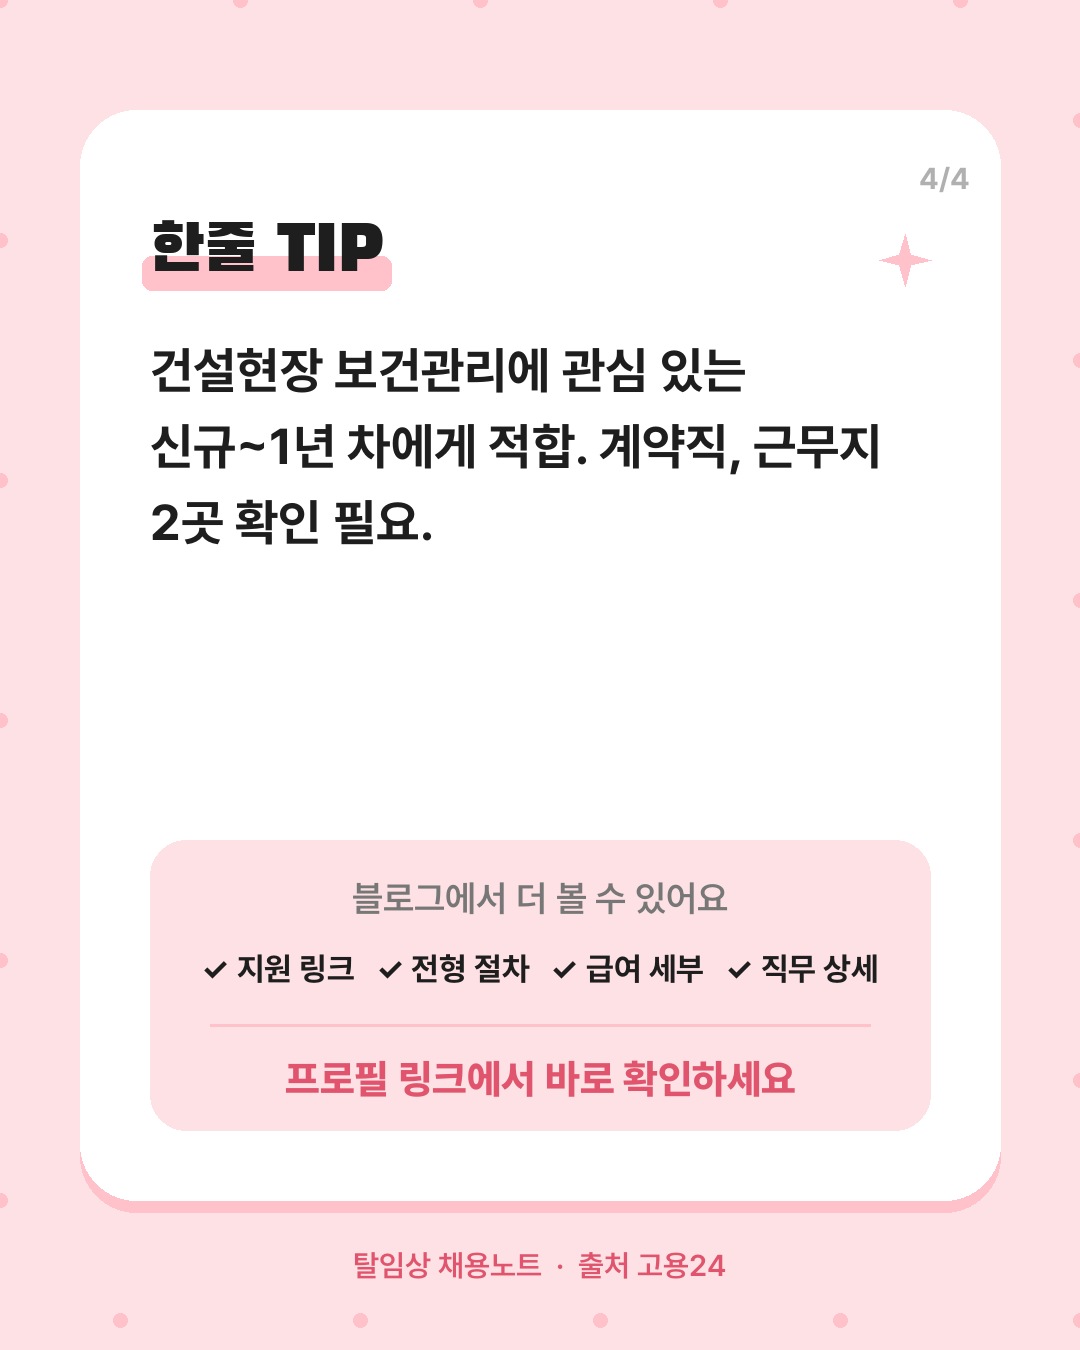 4/4
한줄 TIP
건설현장 보건관리에 관심 있는
신규~1년 차에게 적합. 계약직, 근무지
2곳 확인 필요.
블로그에서 더 볼 수 있어요
✓ 지원 링크 ✓ 전형 절차 ✓ 급여 세부 ✓ 직무 상세
프로필 링크에서 바로 확인하세요
탈임상 채용노트 · 출처 고용24